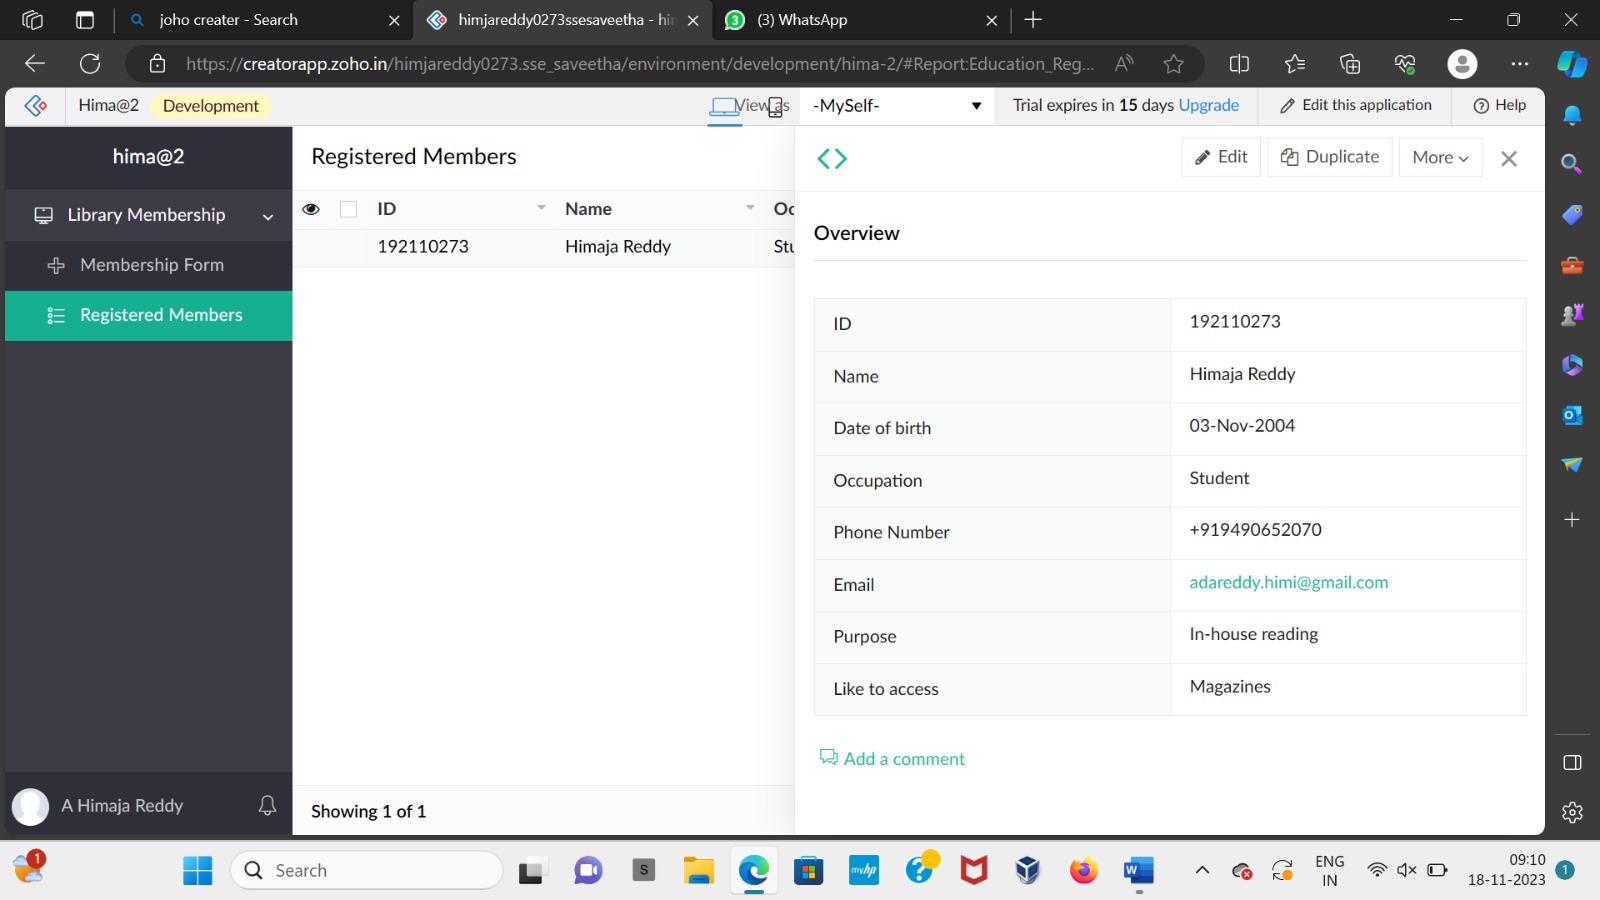 joho creater - Search
himjareddy0273ssesaveetha - hin
(3) WhatsApp
https://creatorapp.zoho.in/himjareddy0273.sse_saveetha/environment/development/hima-2/#Report:Education_Reg...
Hima@2 Development
View as
-MySelf-
Trial expires in 15 days Upgrade
Edit this application
Help
hima@2
Library Membership
Membership Form
Registered Members
A Himaja Reddy
Registered Members
ID Name Oc
192110273 Himaja Reddy Stu
Showing 1 of 1
Edit Duplicate More
Overview
ID 192110273
Name Himaja Reddy
Date of birth 03-Nov-2004
Occupation Student
Phone Number +919490652070
Email adareddy.himi@gmail.com
Purpose In-house reading
Like to access Magazines
Add a comment
1
Search
S
myhp
?
W
ENG
IN
09:10
18-11-2023
1